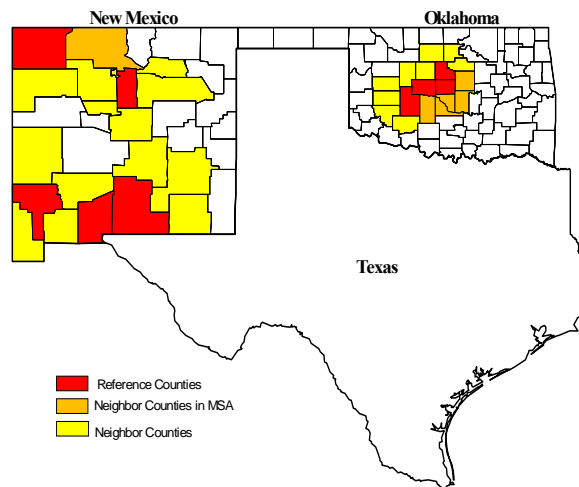 New Mexico
Oklahoma
Texas
Reference Counties
Neighbor Counties in MSA
Neighbor Counties